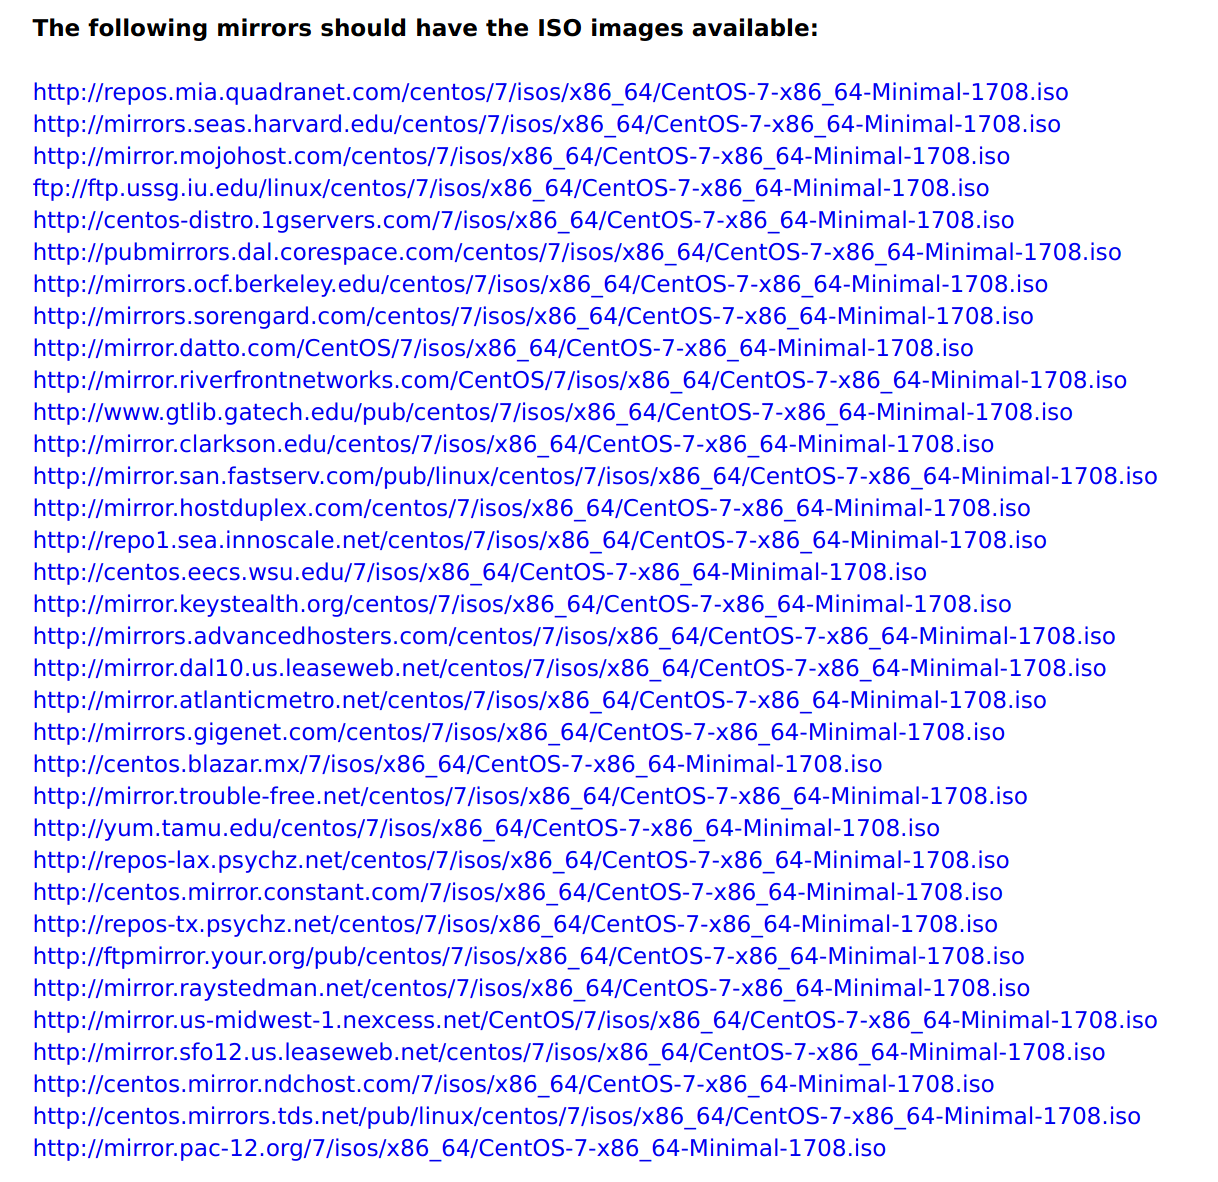 The following mirrors should have the ISO images available:
http://repos.mia.quadranet.com/centos/7/isos/x86_64/CentOS-7-x86_64-Minimal-1708.iso
http://mirrors.seas.harvard.edu/centos/7/isos/x86_64/CentOS-7-x86_64-Minimal-1708.iso
http://mirror.mojohost.com/centos/7/isos/x86_64/CentOS-7-x86_64-Minimal-1708.iso
ftp://ftp.ussg.iu.edu/linux/centos/7/isos/x86_64/CentOS-7-x86_64-Minimal-1708.iso
http://centos-distro.1gservers.com/7/isos/x86_64/CentOS-7-x86_64-Minimal-1708.iso
http://pubmirrors.dal.corespace.com/centos/7/isos/x86_64/CentOS-7-x86_64-Minimal-1708.iso
http://mirrors.ocf.berkeley.edu/centos/7/isos/x86_64/CentOS-7-x86_64-Minimal-1708.iso
http://mirrors.sorengard.com/centos/7/isos/x86_64/CentOS-7-x86_64-Minimal-1708.iso
http://mirror.datto.com/CentOS/7/isos/x86_64/CentOS-7-x86_64-Minimal-1708.iso
http://mirror.riverfrontnetworks.com/CentOS/7/isos/x86_64/CentOS-7-x86_64-Minimal-1708.iso
http://www.gtlib.gatech.edu/pub/centos/7/isos/x86_64/CentOS-7-x86_64-Minimal-1708.iso
http://mirror.clarkson.edu/centos/7/isos/x86_64/CentOS-7-x86_64-Minimal-1708.iso
http://mirror.san.fastserv.com/pub/linux/centos/7/isos/x86_64/CentOS-7-x86_64-Minimal-1708.iso
http://mirror.hostduplex.com/centos/7/isos/x86_64/CentOS-7-x86_64-Minimal-1708.iso
http://repo1.sea.innoscale.net/centos/7/isos/x86_64/CentOS-7-x86_64-Minimal-1708.iso
http://centos.eecs.wsu.edu/7/isos/x86_64/CentOS-7-x86_64-Minimal-1708.iso
http://mirror.keystealth.org/centos/7/isos/x86_64/CentOS-7-x86_64-Minimal-1708.iso
http://mirrors.advancedhosters.com/centos/7/isos/x86_64/CentOS-7-x86_64-Minimal-1708.iso
http://mirror.dal10.us.leaseweb.net/centos/7/isos/x86_64/CentOS-7-x86_64-Minimal-1708.iso
http://mirror.atlanticmetro.net/centos/7/isos/x86_64/CentOS-7-x86_64-Minimal-1708.iso
http://mirrors.gigenet.com/centos/7/isos/x86_64/CentOS-7-x86_64-Minimal-1708.iso
http://centos.blazar.mx/7/isos/x86_64/CentOS-7-x86_64-Minimal-1708.iso
http://mirror.trouble-free.net/centos/7/isos/x86_64/CentOS-7-x86_64-Minimal-1708.iso
http://yum.tamu.edu/centos/7/isos/x86_64/CentOS-7-x86_64-Minimal-1708.iso
http://repos-lax.psychz.net/centos/7/isos/x86_64/CentOS-7-x86_64-Minimal-1708.iso
http://centos.mirror.constant.com/7/isos/x86_64/CentOS-7-x86_64-Minimal-1708.iso
http://repos-tx.psychz.net/centos/7/isos/x86_64/CentOS-7-x86_64-Minimal-1708.iso
http://ftpmirror.your.org/pub/centos/7/isos/x86_64/CentOS-7-x86_64-Minimal-1708.iso
http://mirror.raystedman.net/centos/7/isos/x86_64/CentOS-7-x86_64-Minimal-1708.iso
http://mirror.us-midwest-1.nexcess.net/CentOS/7/isos/x86_64/CentOS-7-x86_64-Minimal-1708.iso
http://mirror.sfo12.us.leaseweb.net/centos/7/isos/x86_64/CentOS-7-x86_64-Minimal-1708.iso
http://centos.mirror.ndchost.com/7/isos/x86_64/CentOS-7-x86_64-Minimal-1708.iso
http://centos.mirrors.tds.net/pub/linux/centos/7/isos/x86_64/CentOS-7-x86_64-Minimal-1708.iso
http://mirror.pac-12.org/7/isos/x86_64/CentOS-7-x86_64-Minimal-1708.iso